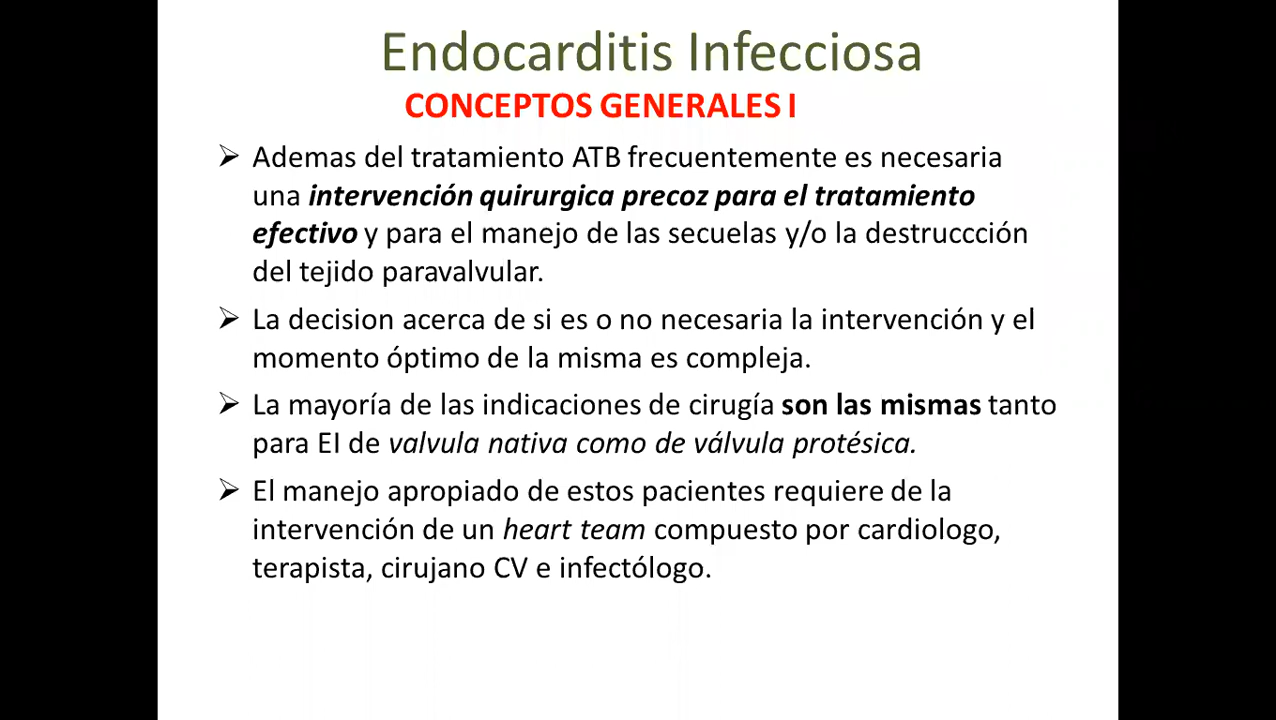 Endocarditis Infecciosa
CONCEPTOS GENERALES I
Ademas del tratamiento ATB frecuentemente es necesaria
una intervención quirurgica precoz para el tratamiento
efectivo y para el manejo de las secuelas y/o la destruccción
del tejido paravalvular.
La decision acerca de si es o no necesaria la intervención y el
momento óptimo de la misma es compleja.
La mayoría de las indicaciones de cirugía son las mismas tanto
para EI de valvula nativa como de válvula protésica.
El manejo apropiado de estos pacientes requiere de la
intervención de un heart team compuesto por cardiologo,
terapista, cirujano CV e infectólogo.